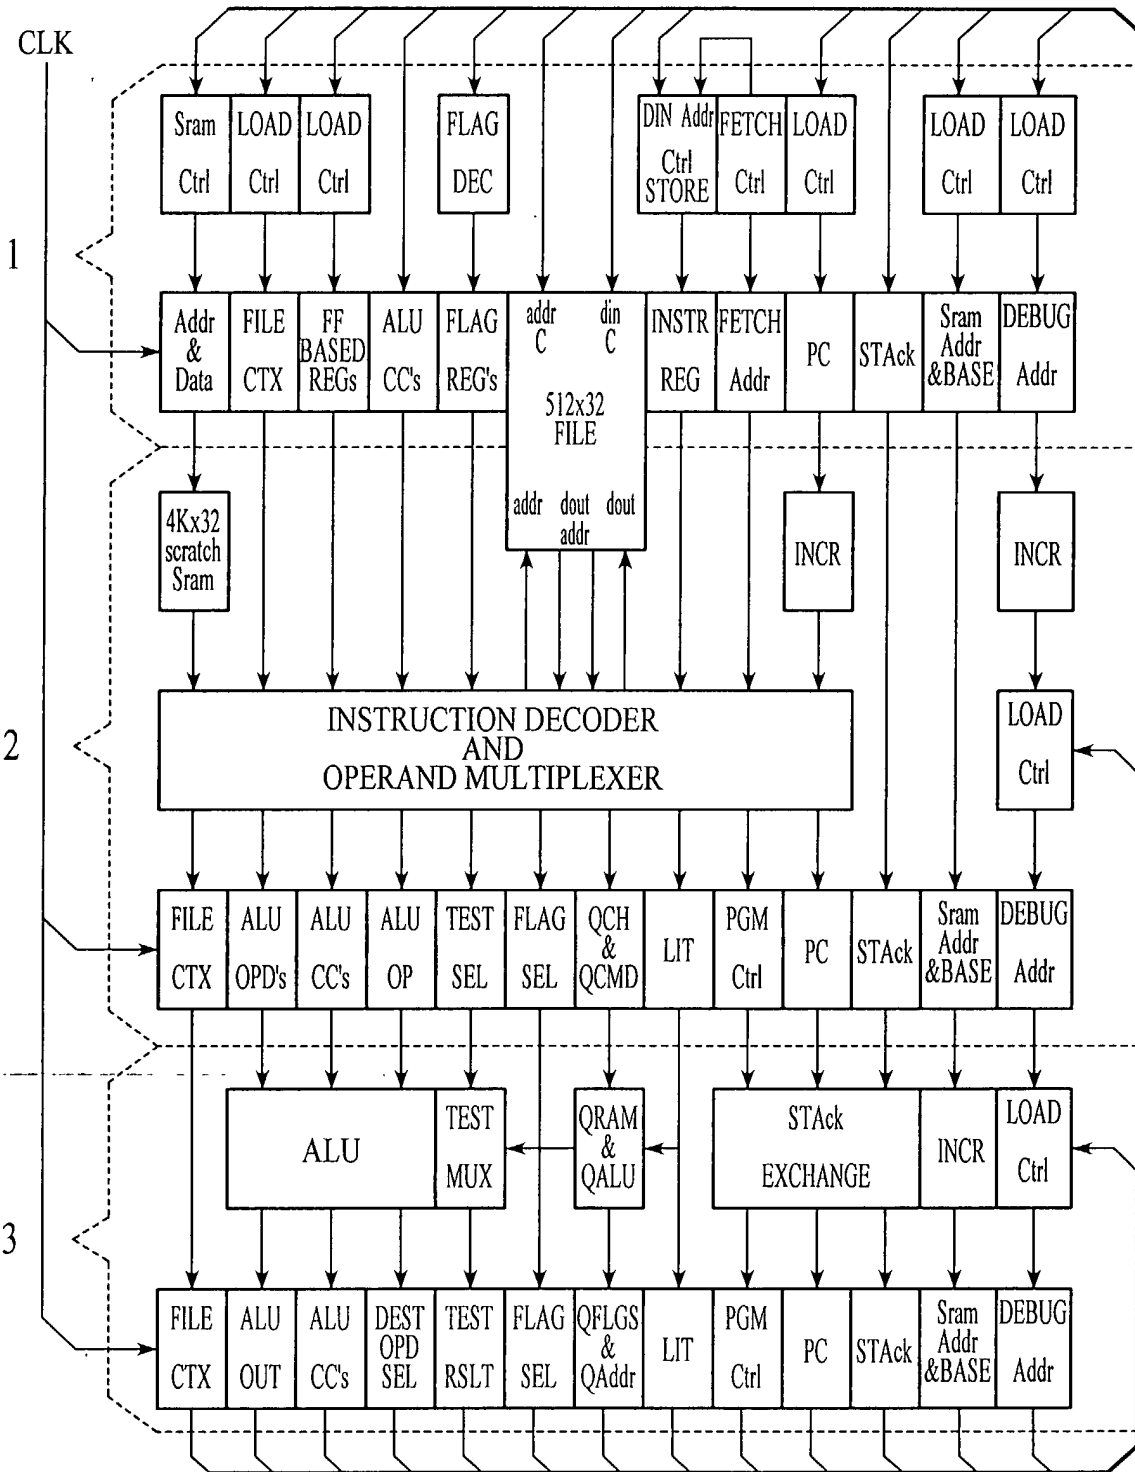 CLK
1
Sram
Ctrl
LOAD
Ctrl
LOAD
Ctrl
FLAG
DEC
DIN Addr
Ctrl
STORE
FETCH
Ctrl
LOAD
Ctrl
LOAD
Ctrl
LOAD
Ctrl
Addr
&
Data
FILE
CTX
FF
BASED
REGs
ALU
CC's
FLAG
REG's
addr
C
din
C
512x32
FILE
addr dout dout
addr
INSTR
REG
FETCH
Addr
PC
STAck
Sram
Addr
&BASE
DEBUG
Addr
2
4Kx32
scratch
Sram
INCR
INCR
INSTRUCTION DECODER
AND
OPERAND MULTIPLEXER
LOAD
Ctrl
FILE
CTX
ALU
OPD's
ALU
CC's
ALU
OP
TEST
SEL
FLAG
SEL
QCH
&
QCMD
LIT
PGM
Ctrl
PC
STAck
Sram
Addr
&BASE
DEBUG
Addr
3
ALU
TEST
MUX
QRAM
&
QALU
STAck
EXCHANGE
INCR
LOAD
Ctrl
FILE
CTX
ALU
OUT
ALU
CC's
DEST
OPD
SEL
TEST
RSLT
FLAG
SEL
QFLGS
&
QAddr
LIT
PGM
Ctrl
PC
STAck
Sram
Addr
&BASE
DEBUG
Addr